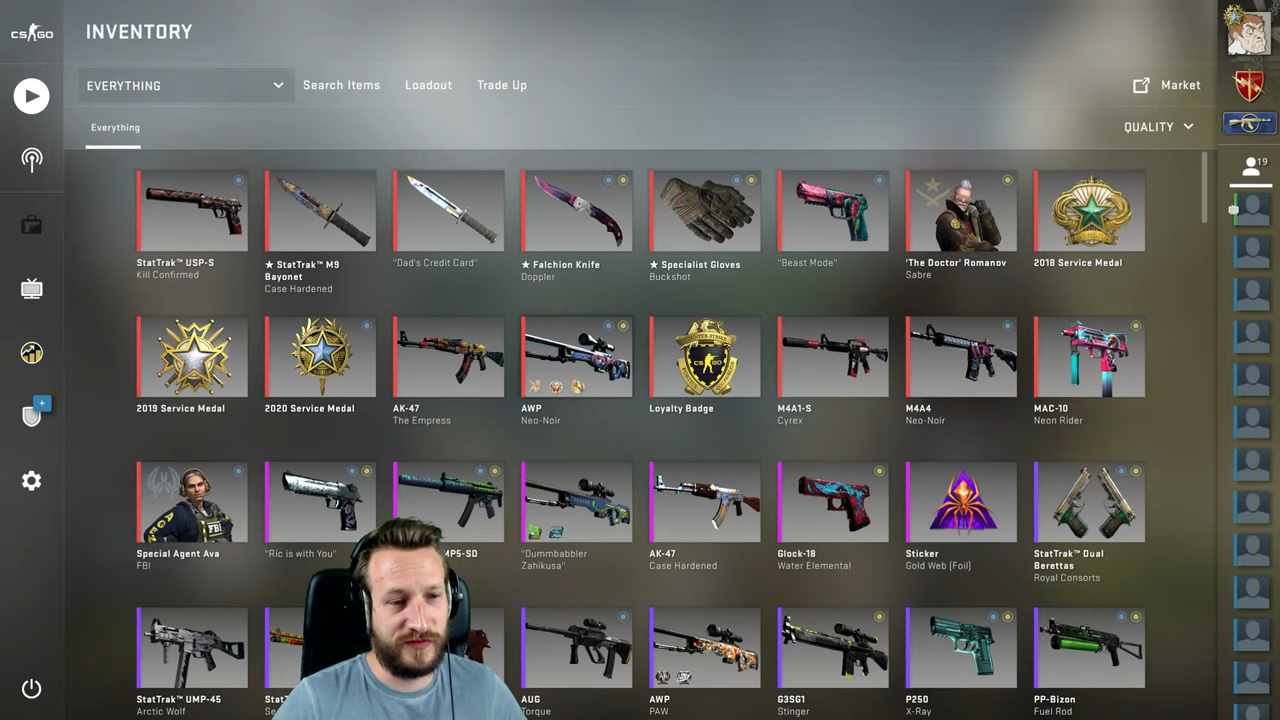 CS:GO
INVENTORY
EVERYTHING
Search Items
Loadout
Trade Up
Market
Everything
QUALITY
19
StatTrak™ USP-S
Kill Confirmed
★ StatTrak™ M9
Bayonet
Case Hardened
"Dad's Credit Card"
★ Falchion Knife
Doppler
★ Specialist Gloves
Buckshot
"Beast Mode"
'The Doctor' Romanov
Sabre
2018 Service Medal
2019 Service Medal
2020 Service Medal
AK-47
The Empress
AWP
Neo-Noir
Loyalty Badge
M4A1-S
Cyrex
M4A4
Neo-Noir
MAC-10
Neon Rider
Special Agent Ava
FBI
"Ric is with You"
MP5-SD
"Dummbabbler
Zahikusa"
AK-47
Case Hardened
Glock-18
Water Elemental
Sticker
Gold Web (Foil)
StatTrak™ Dual
Berettas
Royal Consorts
StatTrak™ UMP-45
Arctic Wolf
AUG
Torque
AWP
PAW
G3SG1
Stinger
P250
X-Ray
PP-Bizon
Fuel Rod